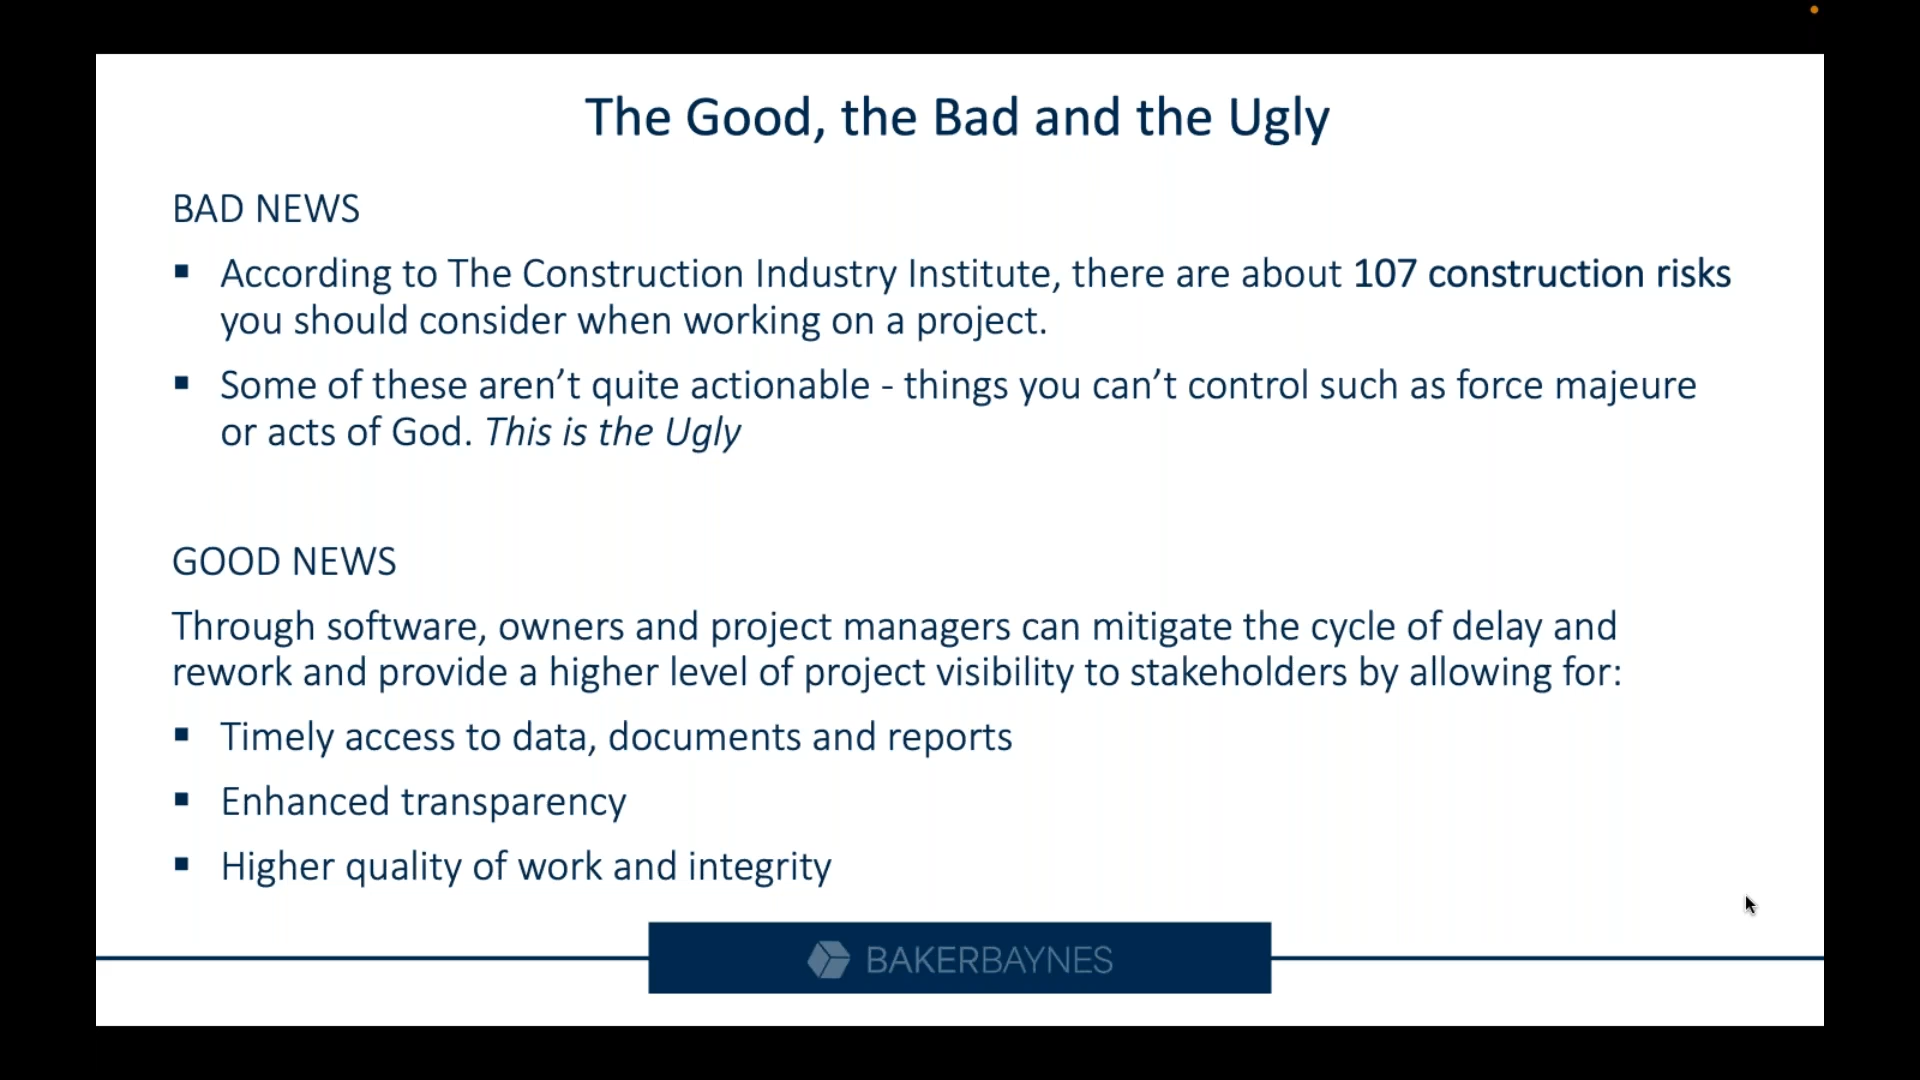 The Good, the Bad and the Ugly
BAD NEWS
▪ According to The Construction Industry Institute, there are about 107 construction risks
you should consider when working on a project.
▪ Some of these aren’t quite actionable - things you can’t control such as force majeure
or acts of God. This is the Ugly
GOOD NEWS
Through software, owners and project managers can mitigate the cycle of delay and
rework and provide a higher level of project visibility to stakeholders by allowing for:
▪ Timely access to data, documents and reports
▪ Enhanced transparency
▪ Higher quality of work and integrity
BAKERBAYNES